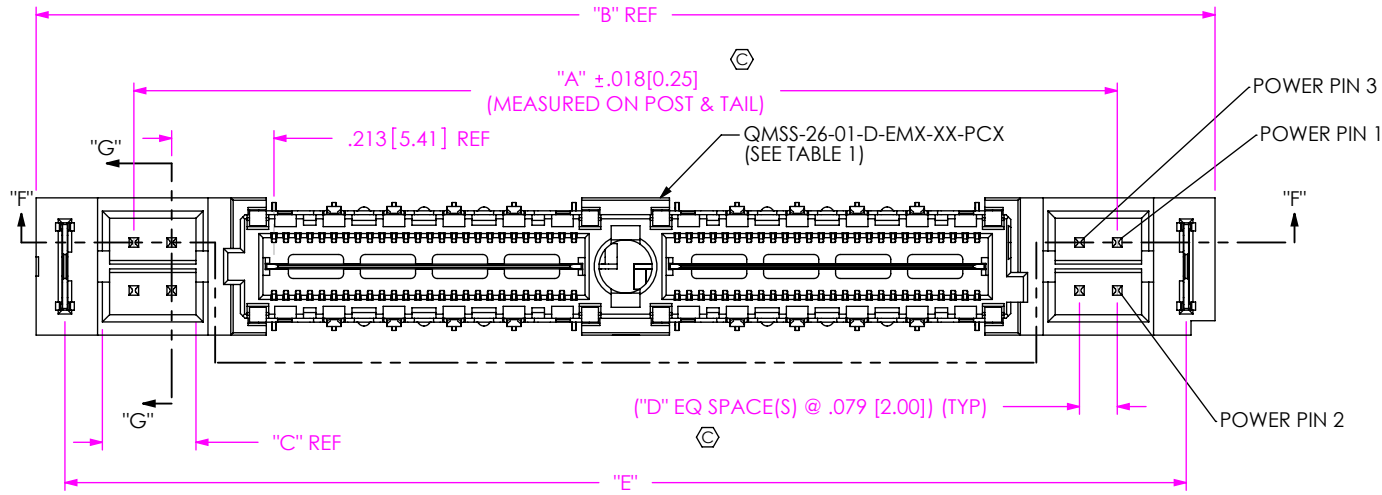 "B" REF
C
"A" ±.018[0.25]
(MEASURED ON POST & TAIL)
POWER PIN 3
.213[5.41] REF
QMSS-26-01-D-EMX-XX-PCX
(SEE TABLE 1)
POWER PIN 1
"G"
"F"
"F"
("D" EQ SPACE(S) @ .079 [2.00]) (TYP)
"G"
"C" REF
C
POWER PIN 2
"E"